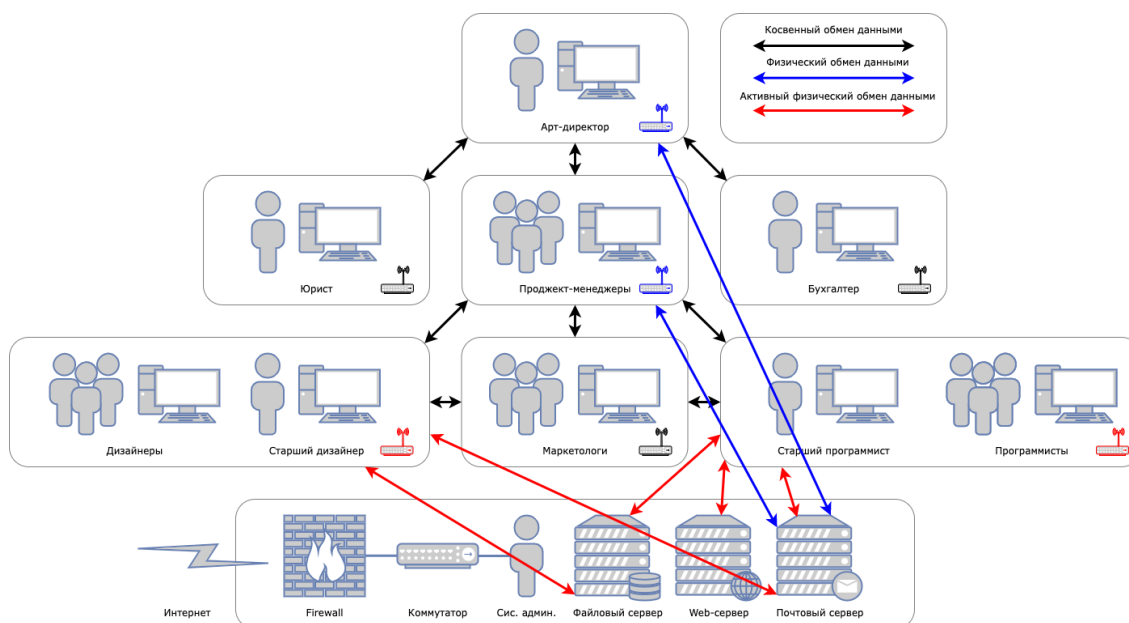 Косвенный обмен данными
Физический обмен данными
Активный физический обмен данными
Арт-директор
Юрист
Проджект-менеджеры
Бухгалтер
Дизайнеры
Старший дизайнер
Маркетологи
Старший программист
Программисты
Интернет
Firewall
Коммутатор
Сис. админ.
Файловый сервер
Web-сервер
Почтовый сервер